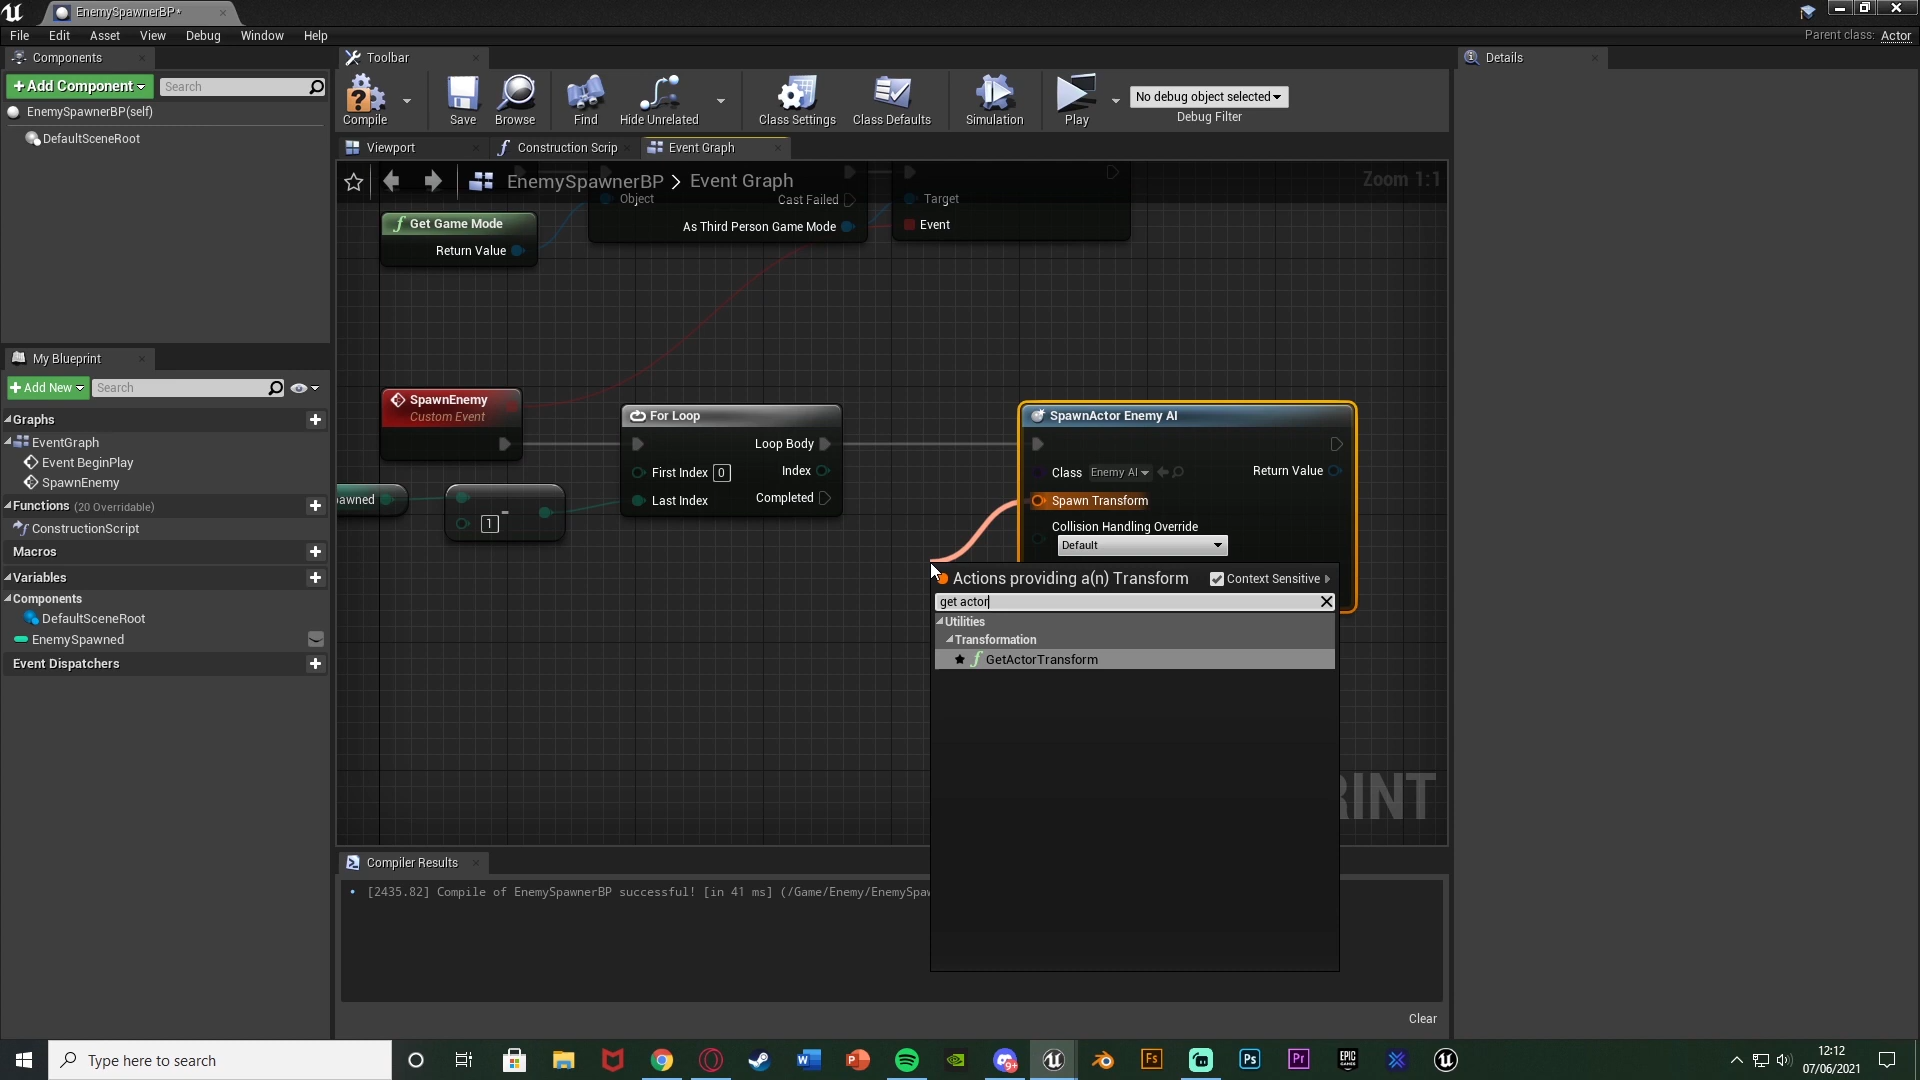 EnemySpawnerBP*
File Edit Asset View Debug Window Help
Parent class: Actor
Components
+Add Component
Search
EnemySpawnerBP(self)
DefaultSceneRoot
Toolbar
Compile Save Browse Find Hide Unrelated Class Settings Class Defaults Simulation Play
No debug object selected
Debug Filter
Details
Viewport Construction Scrip Event Graph
EnemySpawnerBP > Event Graph
Zoom 1:1
Get Game Mode
Return Value
Object Cast Failed
As Third Person Game Mode
Target
Event
My Blueprint
+Add New Search
Graphs
EventGraph
Event BeginPlay
SpawnEnemy
Functions (20 Overridable)
ConstructionScript
Macros
Variables
Components
DefaultSceneRoot
EnemySpawned
Event Dispatchers
SpawnEnemy
Custom Event
awned
1 -
For Loop
Loop Body
First Index 0 Index
Last Index Completed
SpawnActor Enemy AI
Class Enemy AI Return Value
Spawn Transform
Collision Handling Override
Default
Actions providing a(n) Transform Context Sensitive
get actor
Utilities
Transformation
GetActorTransform
RINT
Compiler Results
• [2435.82] Compile of EnemySpawnerBP successful! [in 41 ms] (/Game/Enemy/EnemySpaw
Clear
Type here to search
9+
W
P
Fs
Ps
Pr
EPIC GAMES
12:12
07/06/2021